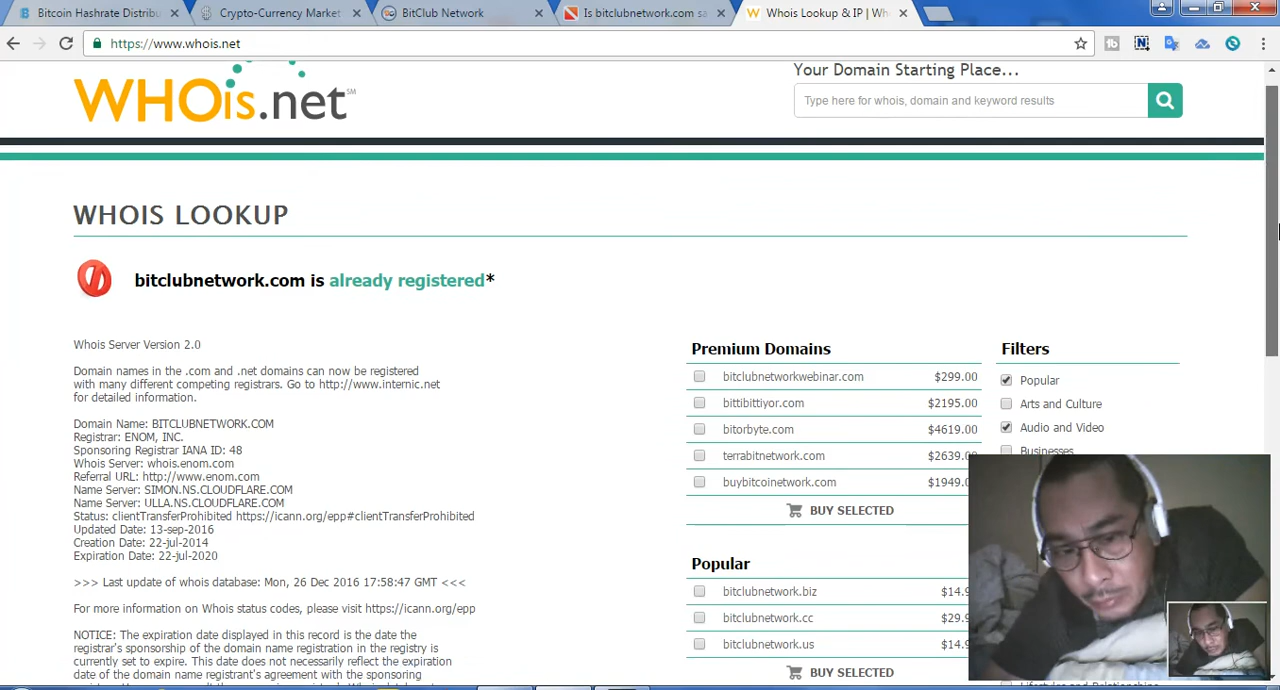 Bitcoin Hashrate Distribu
Crypto-Currency Market
BitClub Network
Is bitclubnetwork.com sa
Whois Lookup & IP | Wh
https://www.whois.net
WHOis.net
SM
Your Domain Starting Place...
Type here for whois, domain and keyword results
WHOIS LOOKUP
bitclubnetwork.com is already registered*
Whois Server Version 2.0
Domain names in the .com and .net domains can now be registered
with many different competing registrars. Go to http://www.internic.net
for detailed information.
Domain Name: BITCLUBNETWORK.COM
Registrar: ENOM, INC.
Sponsoring Registrar IANA ID: 48
Whois Server: whois.enom.com
Referral URL: http://www.enom.com
Name Server: SIMON.NS.CLOUDFLARE.COM
Name Server: ULLA.NS.CLOUDFLARE.COM
Status: clientTransferProhibited https://icann.org/epp#clientTransferProhibited
Updated Date: 13-sep-2016
Creation Date: 22-jul-2014
Expiration Date: 22-jul-2020
>>> Last update of whois database: Mon, 26 Dec 2016 17:58:47 GMT <<<
For more information on Whois status codes, please visit https://icann.org/epp
NOTICE: The expiration date displayed in this record is the date the
registrar's sponsorship of the domain name registration in the registry is
currently set to expire. This date does not necessarily reflect the expiration
date of the domain name registrant's agreement with the sponsoring
Premium Domains
bitclubnetworkwebinar.com $299.00
bittibittiyor.com $2195.00
bitorbyte.com $4619.00
terrabitnetwork.com $2639.00
buybitcoinetwork.com $1949.
BUY SELECTED
Popular
bitclubnetwork.biz $14.9
bitclubnetwork.cc $29.9
bitclubnetwork.us $14.9
BUY SELECTED
Filters
Popular
Arts and Culture
Audio and Video
Businesses